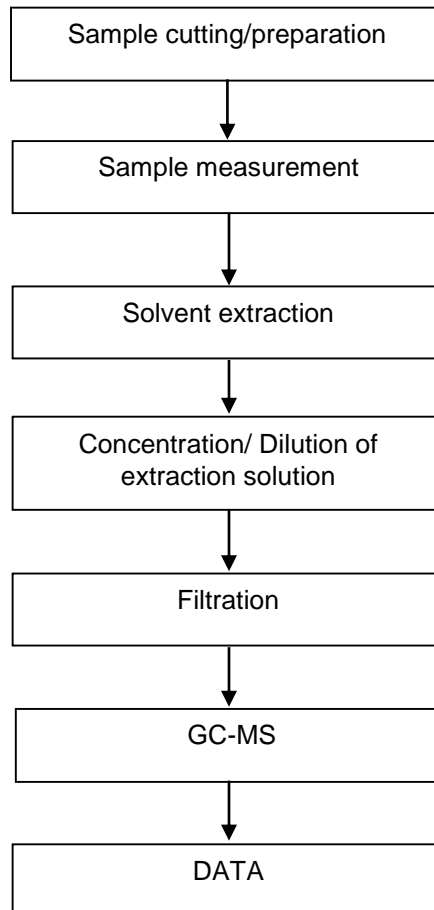 Sample cutting/preparation
Sample measurement
Solvent extraction
Concentration/ Dilution of
extraction solution
Filtration
GC-MS
DATA